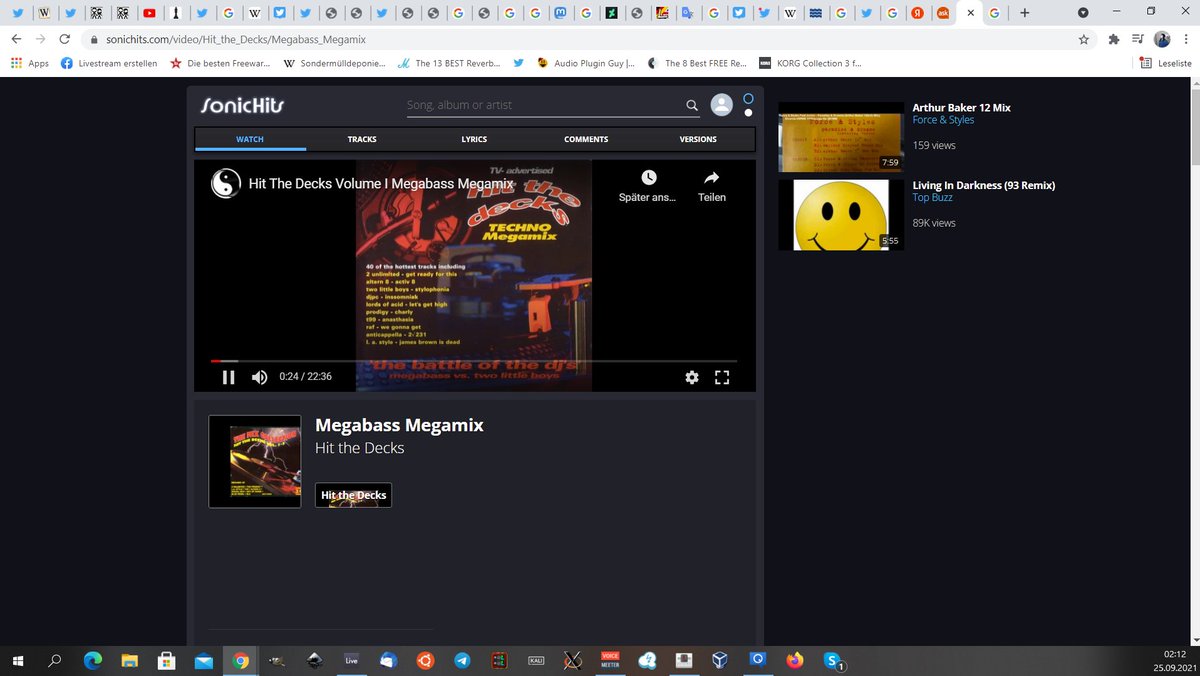 sonichits.com/video/Hit_the_Decks/Megabass_Megamix
Apps
Livestream erstellen
Die besten Freewar...
Sondermülldeponie...
The 13 BEST Reverb...
Audio Plugin Guy |...
The 8 Best FREE Re...
KORG Collection 3 f...
Leseliste
SonicHits
Song, album or artist
WATCH
TRACKS
LYRICS
COMMENTS
VERSIONS
Hit The Decks Volume I Megabass Megamix
Später ans...
Teilen
TV- advertised
hit the
decks
TECHNO
Megamix
40 of the hottest tracks including
2 unlimited - get ready for this
altern 8 - activ 8
two little boys - stylophonia
djpc - inssomniak
lords of acid - let's get high
prodigy - charly
t99 - anasthasia
raf - we gonna get
anticappella - 2√231
l. a. style - james brown is dead
'the battle of the dj's'
megabass vs. two little boys
0:24 / 22:36
Megabass Megamix
Hit the Decks
Hit the Decks
7:59
Arthur Baker 12 Mix
Force & Styles
159 views
5:55
Living In Darkness (93 Remix)
Top Buzz
89K views
ask
Live
KALI
VOICE
MEETER
1
02:12
25.09.2021